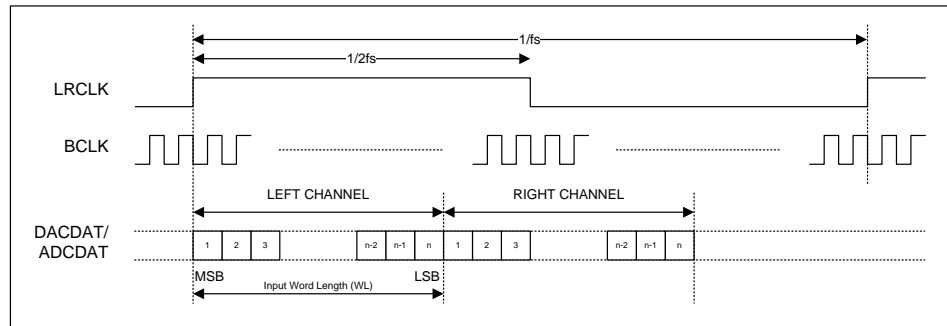 1/fs
1/2fs
LRCLK
BCLK
LEFT CHANNEL
RIGHT CHANNEL
DACDAT/
ADCDAT
1 2 3 n-2 n-1 n 1 2 3 n-2 n-1 n
MSB LSB
Input Word Length (WL)